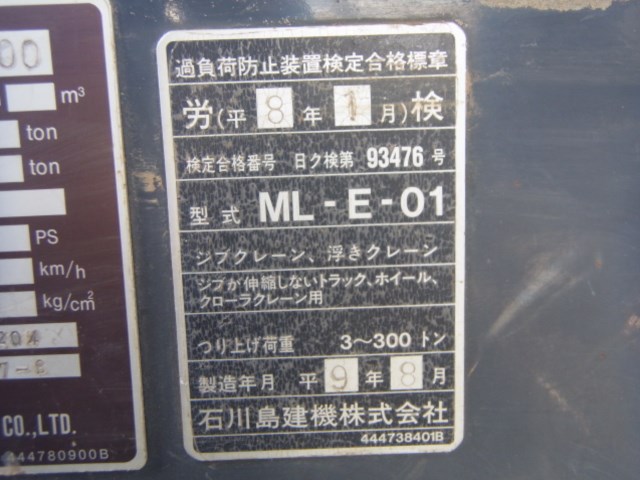 00
m³
ton
ton
PS
km/h
kg/cm²
CO.,LTD.
444780900B
過負荷防止装置検定合格標章
労(平 8 年 1 月)検
検定合格番号 日ク検第 93476 号
型式 ML-E-01
ジブクレーン、浮きクレーン
ジブが伸縮しないトラック、ホイール、
クローラクレーン用
つり上げ荷重 3～300トン
製造年月 平 9 年 8 月
石川島建機株式会社
444738401B